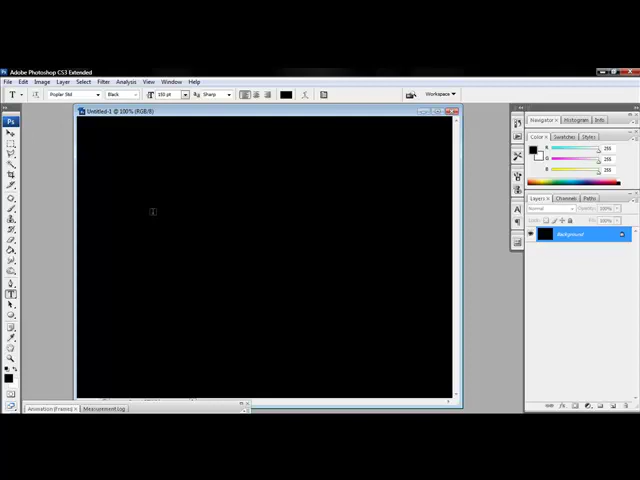 Adobe Photoshop CS3 Extended
File Edit Image Layer Select Filter Analysis View Window Help
T Poplar Std Black 150 pt Sharp Workspace
Untitled-1 @ 100% (RGB/8)
Ps
Navigator × Histogram Info
Color × Swatches Styles
255
255
255
Layers × Channels Paths
Normal Opacity: 100%
Lock: Fill: 100%
Background
Animation (Frames) × Measurement Log